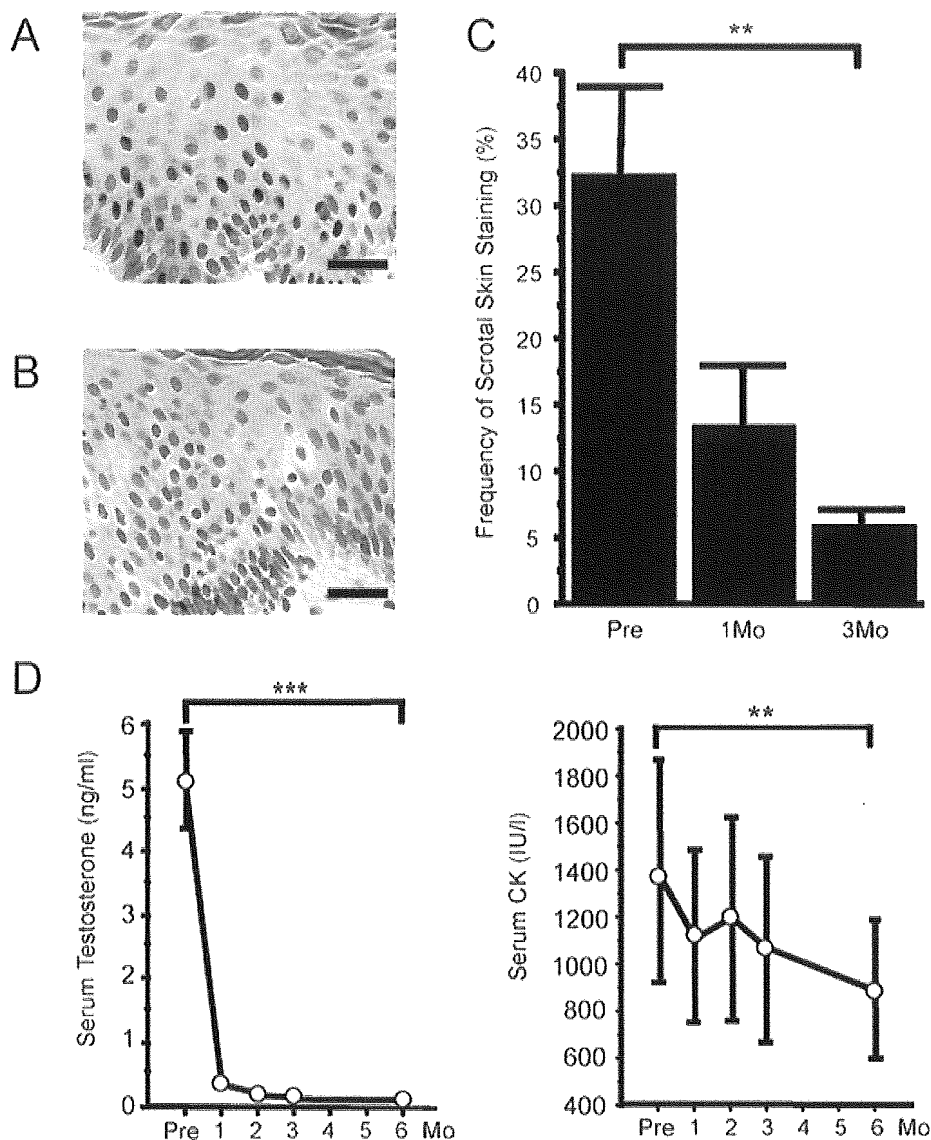 A
B
C
**
Frequency of Scrotal Skin Staining (%)
40
35
30
25
20
15
10
5
0
Pre 1Mo 3Mo
D
***
Serum Testosterone (ng/ml)
6
5
4
3
2
1
0
Pre 1 2 3 4 5 6 Mo
**
Serum CK (IU/l)
2000
1800
1600
1400
1200
1000
800
600
400
Pre 1 2 3 4 5 6 Mo